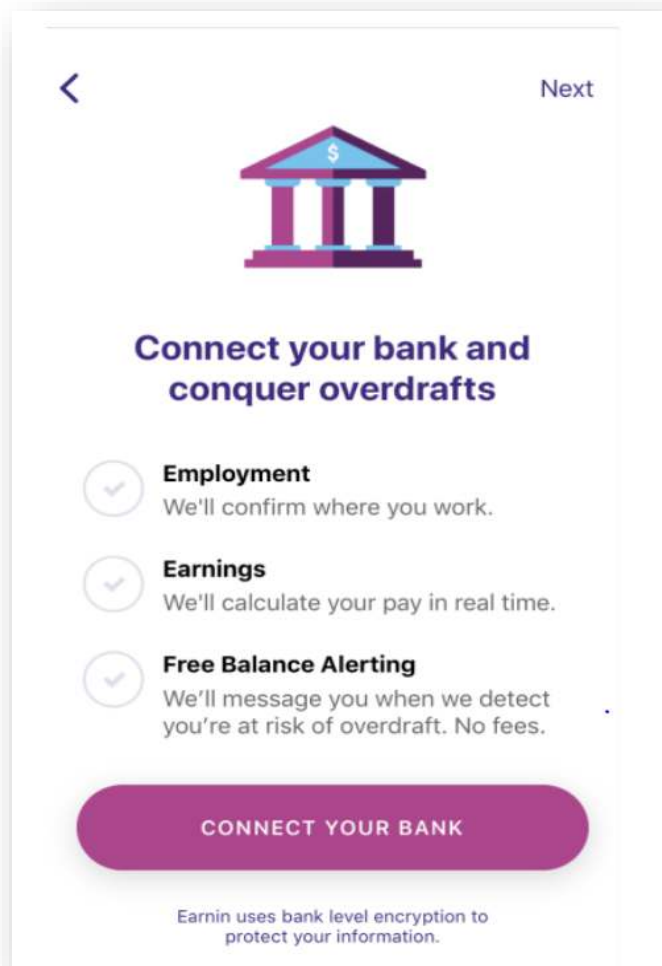 Next
$
Connect your bank and
conquer overdrafts
Employment
We'll confirm where you work.
Earnings
We'll calculate your pay in real time.
Free Balance Alerting
We’ll message you when we detect
you’re at risk of overdraft. No fees.
CONNECT YOUR BANK
Earnin uses bank level encryption to
protect your information.